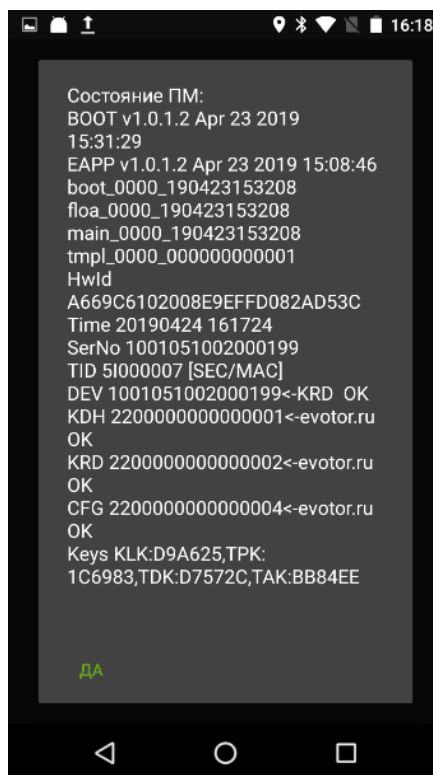 16:18
Состояние ПМ:
BOOT v1.0.1.2 Apr 23 2019
15:31:29
EAPP v1.0.1.2 Apr 23 2019 15:08:46
boot_0000_190423153208
floa_0000_190423153208
main_0000_190423153208
tmpl_0000_000000000001
HwId
A669C6102008E9EFFD082AD53C
Time 20190424 161724
SerNo 1001051002000199
TID 5I000007 [SEC/MAC]
DEV 1001051002000199<-KRD OK
KDH 2200000000000001<-evotor.ru
OK
KRD 2200000000000002<-evotor.ru
OK
CFG 2200000000000004<-evotor.ru
OK
Keys KLK:D9A625,TPK:
1C6983,TDK:D7572C,TAK:BB84EE
ДА